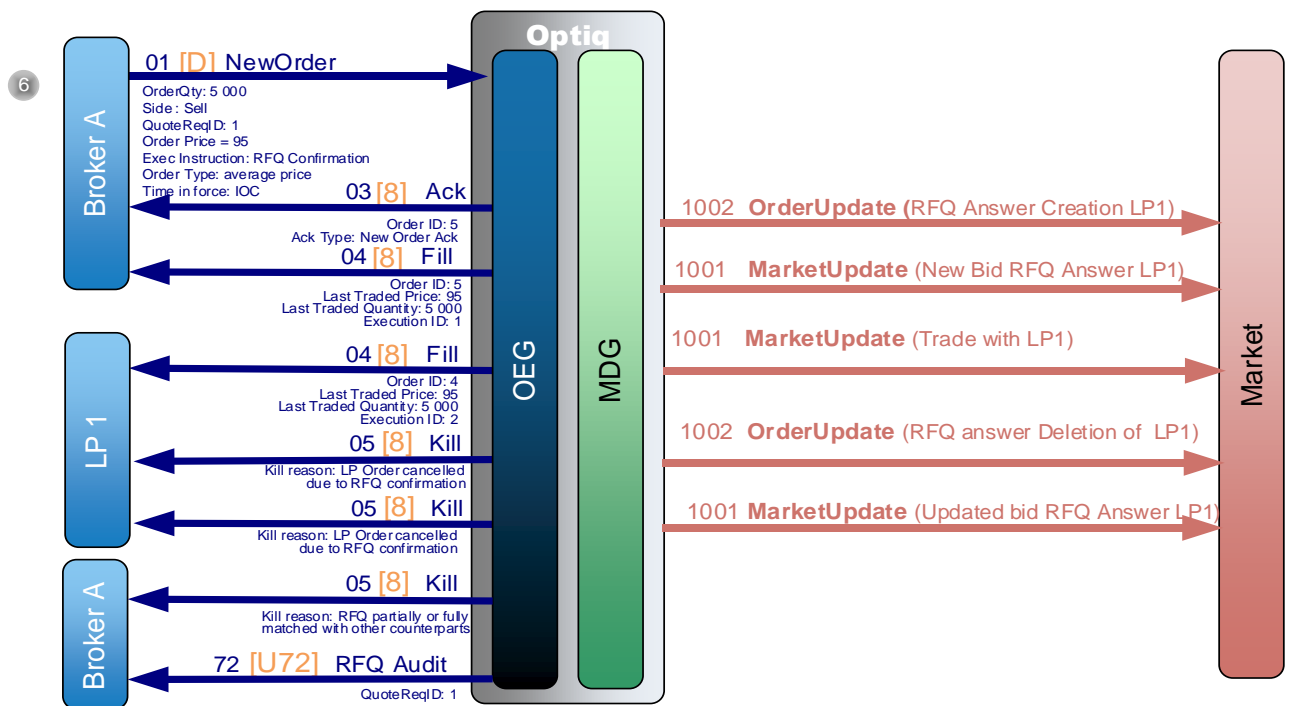 Optiq
6
01 [D] NewOrder
OrderQty: 5 000
Side : Sell
QuoteReqID: 1
Order Price = 95
Exec Instruction: RFQ Confirmation
Order Type: average price
Time in force: IOC
Broker A
03 [8] Ack
Order ID: 5
Ack Type: New Order Ack
04 [8] Fill
Order ID: 5
Last Traded Price: 95
Last Traded Quantity: 5 000
Execution ID: 1
LP 1
04 [8] Fill
Order ID: 4
Last Traded Price: 95
Last Traded Quantity: 5 000
Execution ID: 2
05 [8] Kill
Kill reason: LP Order cancelled
due to RFQ confirmation
05 [8] Kill
Kill reason: LP Order cancelled
due to RFQ confirmation
Broker A
05 [8] Kill
Kill reason: RFQ partially or fully
matched with other counterparts
72 [U72] RFQ Audit
QuoteReqID: 1
OEG
MDG
1002 OrderUpdate (RFQ Answer Creation LP1)
1001 MarketUpdate (New Bid RFQ Answer LP1)
1001 MarketUpdate (Trade with LP1)
1002 OrderUpdate (RFQ answer Deletion of LP1)
1001 MarketUpdate (Updated bid RFQ Answer LP1)
Market